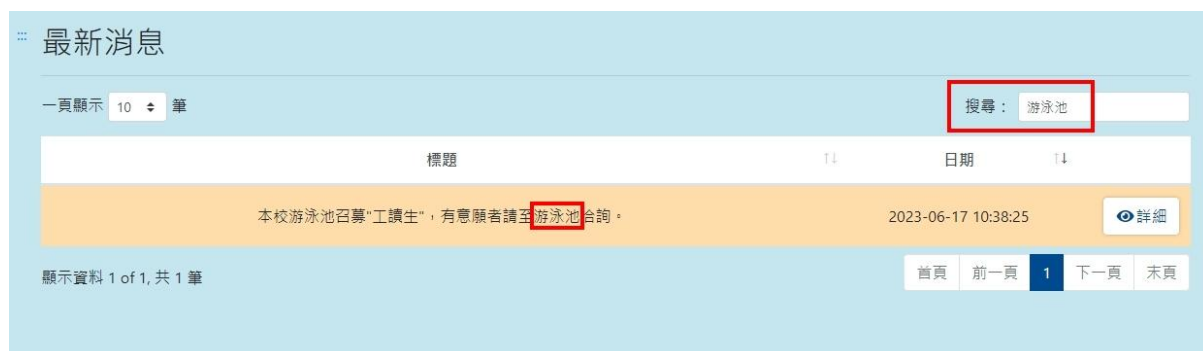 最新消息
一頁顯示 10 筆
搜尋： 游泳池
標題 日期
本校游泳池召募"工讀生"，有意願者請至游泳池洽詢。 2023-06-17 10:38:25 詳細
顯示資料 1 of 1, 共 1 筆
首頁 前一頁 1 下一頁 末頁